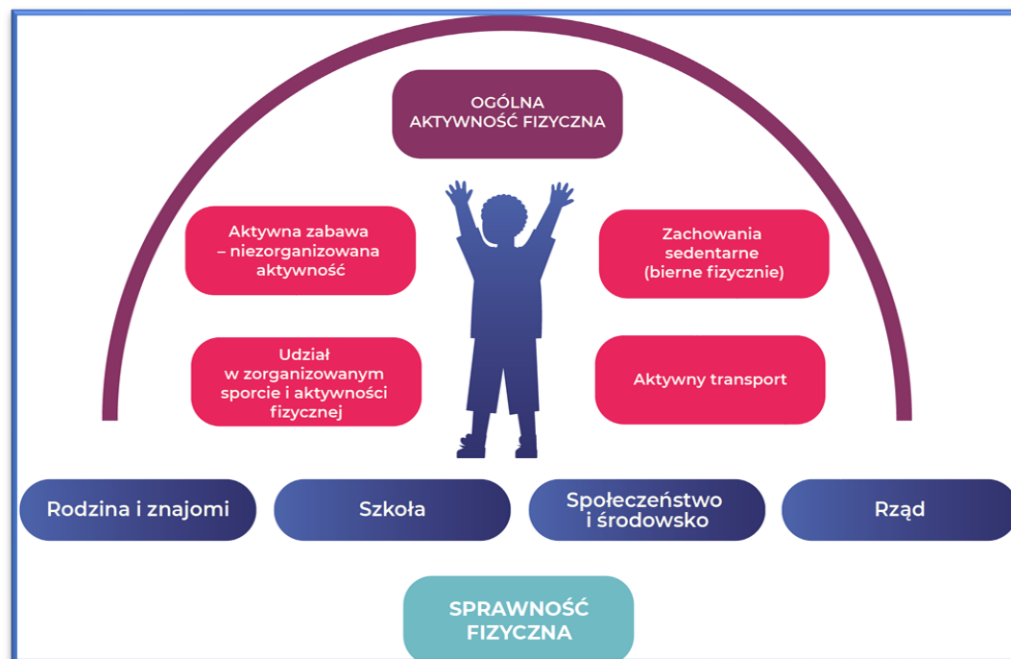 OGÓLNA
AKTYWNOŚĆ FIZYCZNA
Aktywna zabawa
– niezorganizowana
aktywność
Zachowania
sedentarne
(bierne fizycznie)
Udział
w zorganizowanym
sporcie i aktywności
fizycznej
Aktywny transport
Rodzina i znajomi
Szkoła
Społeczeństwo
i środowsko
Rząd
SPRAWNOŚĆ
FIZYCZNA